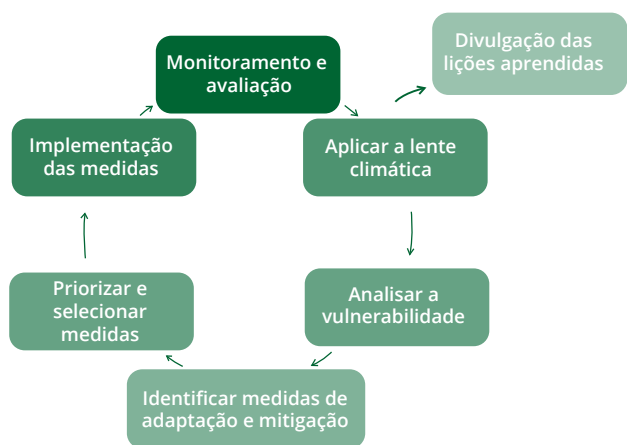 Monitoramento e
avaliação
Divulgação das
lições aprendidas
Aplicar a lente
climática
Analisar a
vulnerabilidade
Identificar medidas de
adaptação e mitigação
Priorizar e
selecionar
medidas
Implementação
das medidas